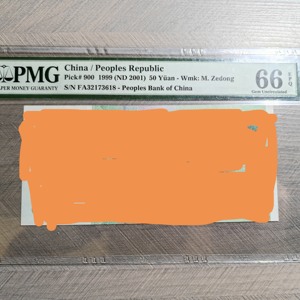 PMG
PAPER MONEY GUARANTY
China / Peoples Republic
Pick# 900 1999 (ND 2001) 50 Yüan - Wmk: M. Zedong
S/N FA32173618 - Peoples Bank of China
66 EPQ
Gem Uncirculated